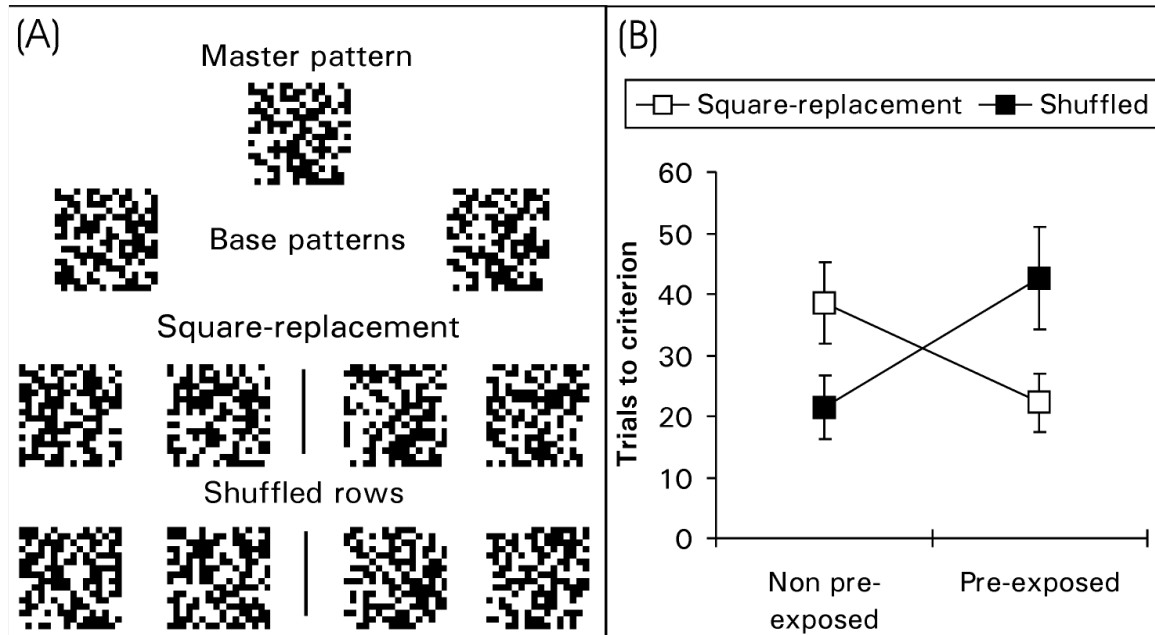 (A)
Master pattern
Base patterns
Square-replacement
Shuffled rows
(B)
Square-replacement Shuffled
Trials to criterion
60
50
40
30
20
10
0
Non pre-
exposed
Pre-exposed